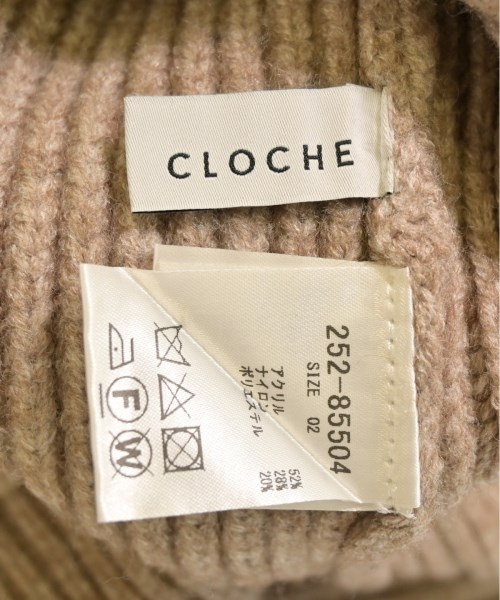 CLOCHE
252-85504
SIZE 02
アクリル 52%
ナイロン 28%
ポリエステル 20%
F
W